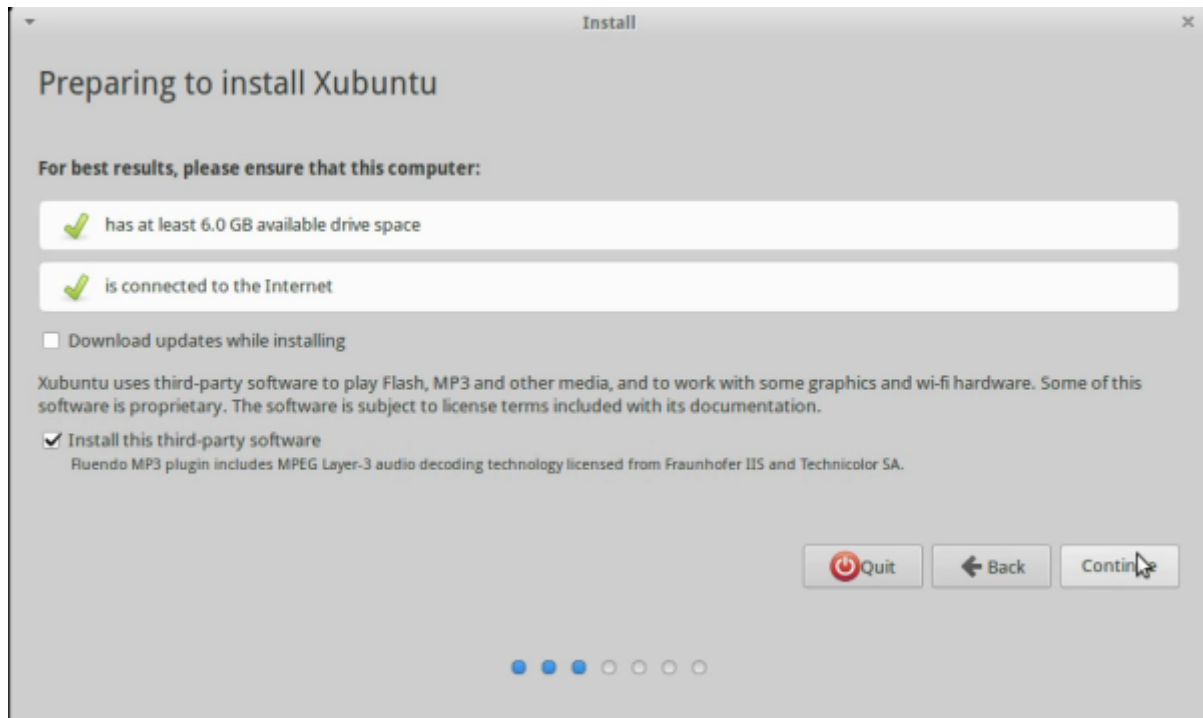 Install
Preparing to install Xubuntu
For best results, please ensure that this computer:
has at least 6.0 GB available drive space
is connected to the Internet
Download updates while installing
Xubuntu uses third-party software to play Flash, MP3 and other media, and to work with some graphics and wi-fi hardware. Some of this
software is proprietary. The software is subject to license terms included with its documentation.
Install this third-party software
Fluendo MP3 plugin includes MPEG Layer-3 audio decoding technology licensed from Fraunhofer IIS and Technicolor SA.
Quit Back Continue